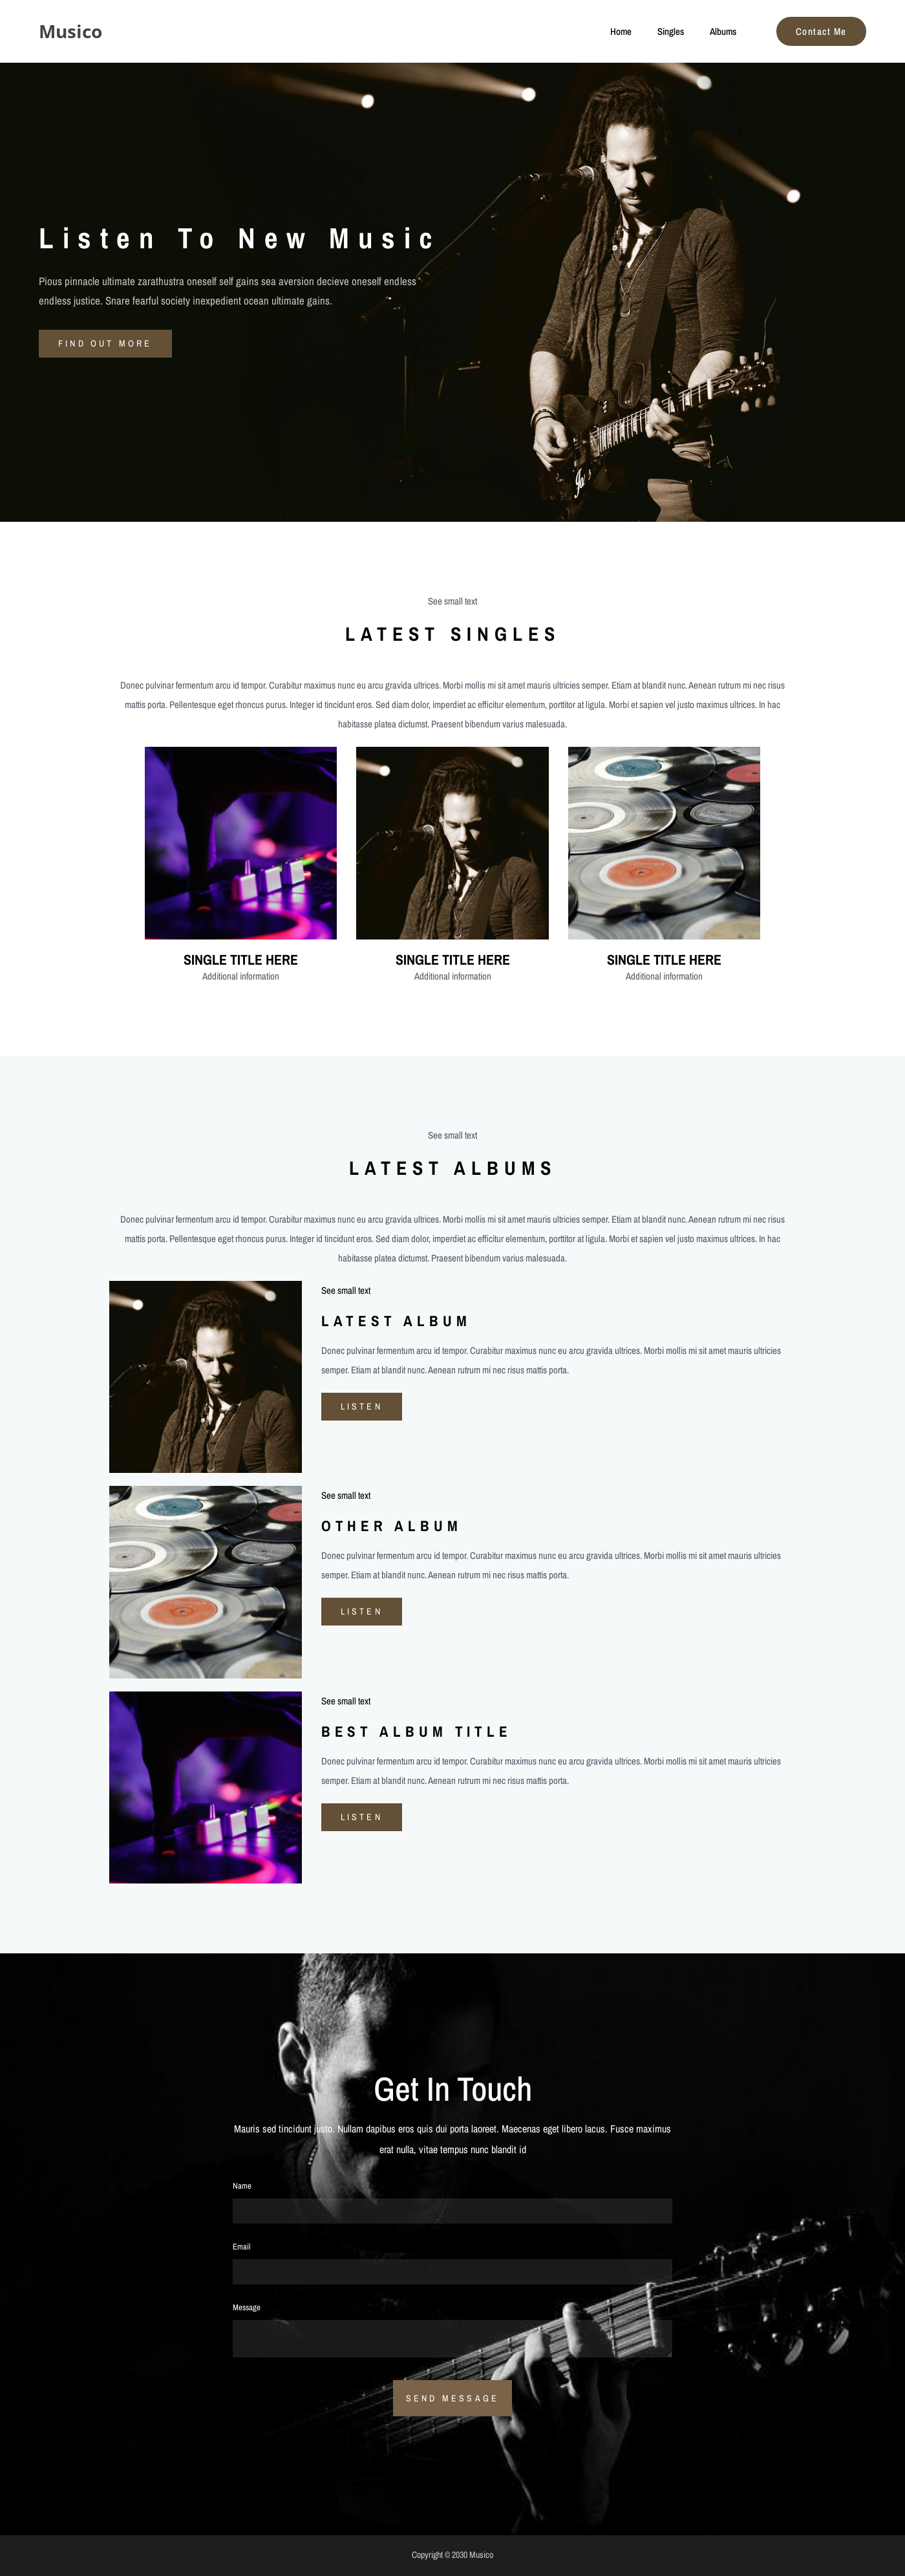 Musico
Home Singles Albums Contact Me
Listen To New Music
Pious pinnacle ultimate zarathustra oneself self gains sea aversion decieve oneself endless
endless justice. Snare fearful society inexpedient ocean ultimate gains.
FIND OUT MORE
See small text
LATEST SINGLES
Donec pulvinar fermentum arcu id tempor. Curabitur maximus nunc eu arcu gravida ultrices. Morbi mollis mi sit amet mauris ultricies semper. Etiam at blandit nunc. Aenean rutrum mi nec risus
mattis porta. Pellentesque eget rhoncus purus. Integer id tincidunt eros. Sed diam dolor, imperdiet ac efficitur elementum, porttitor at ligula. Morbi et sapien vel justo maximus ultrices. In hac
habitasse platea dictumst. Praesent bibendum varius malesuada.
SINGLE TITLE HERE
Additional information
SINGLE TITLE HERE
Additional information
SINGLE TITLE HERE
Additional information
See small text
LATEST ALBUMS
Donec pulvinar fermentum arcu id tempor. Curabitur maximus nunc eu arcu gravida ultrices. Morbi mollis mi sit amet mauris ultricies semper. Etiam at blandit nunc. Aenean rutrum mi nec risus
mattis porta. Pellentesque eget rhoncus purus. Integer id tincidunt eros. Sed diam dolor, imperdiet ac efficitur elementum, porttitor at ligula. Morbi et sapien vel justo maximus ultrices. In hac
habitasse platea dictumst. Praesent bibendum varius malesuada.
See small text
LATEST ALBUM
Donec pulvinar fermentum arcu id tempor. Curabitur maximus nunc eu arcu gravida ultrices. Morbi mollis mi sit amet mauris ultricies
semper. Etiam at blandit nunc. Aenean rutrum mi nec risus mattis porta.
LISTEN
See small text
OTHER ALBUM
Donec pulvinar fermentum arcu id tempor. Curabitur maximus nunc eu arcu gravida ultrices. Morbi mollis mi sit amet mauris ultricies
semper. Etiam at blandit nunc. Aenean rutrum mi nec risus mattis porta.
LISTEN
See small text
BEST ALBUM TITLE
Donec pulvinar fermentum arcu id tempor. Curabitur maximus nunc eu arcu gravida ultrices. Morbi mollis mi sit amet mauris ultricies
semper. Etiam at blandit nunc. Aenean rutrum mi nec risus mattis porta.
LISTEN
Get In Touch
Mauris sed tincidunt justo. Nullam dapibus eros quis dui porta laoreet. Maecenas eget libero lacus. Fusce maximus
erat nulla, vitae tempus nunc blandit id
Name
Email
Message
SEND MESSAGE
Copyright © 2030 Musico